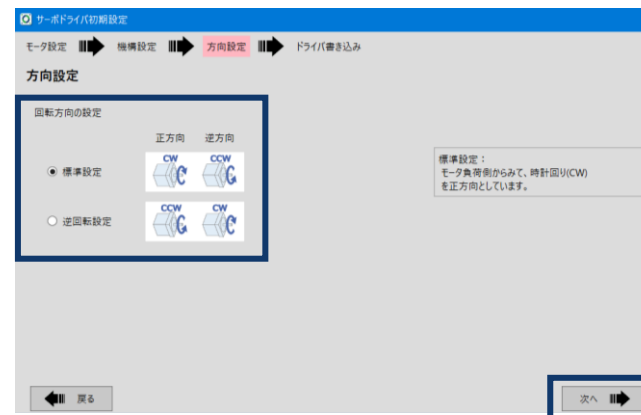 サーボドライバ初期設定
モータ設定 機構設定 方向設定 ドライバ書き込み
方向設定
回転方向の設定
正方向 逆方向
標準設定 CW CCW
逆回転設定 CCW CW
標準設定：
モータ負荷側からみて、時計回り(CW)
を正方向としています。
戻る 次へ